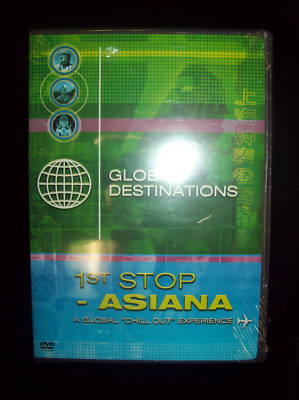 GLOBAL
DESTINATIONS
1ST STOP
- ASIANA
A GLOBAL "CHILL OUT" EXPERIENCE
DVD